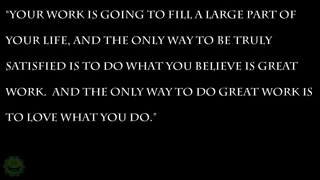 "YOUR WORK IS GOING TO FILL A LARGE PART OF
YOUR LIFE, AND THE ONLY WAY TO BE TRULY
SATISFIED IS TO DO WHAT YOU BELIEVE IS GREAT
WORK.  AND THE ONLY WAY TO DO GREAT WORK IS
TO LOVE WHAT YOU DO."